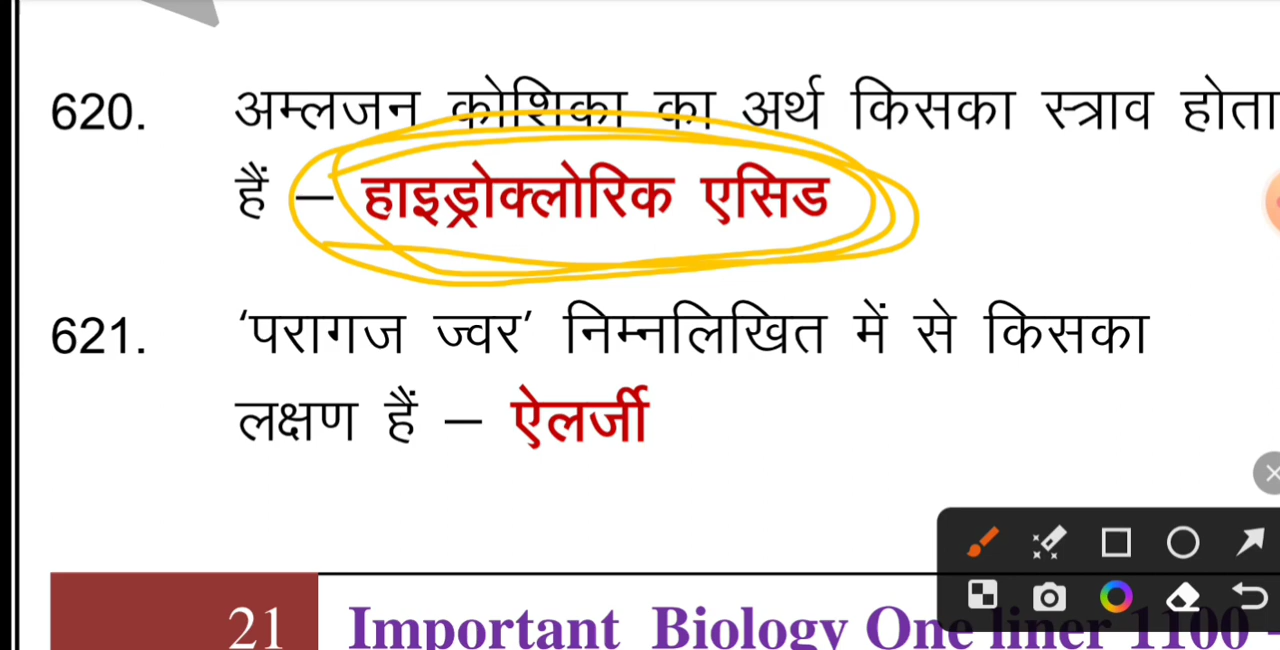 620. अम्लजन कोशिका का अर्थ किसका स्त्राव होता
हैं – हाइड्रोक्लोरिक एसिड
621. ‘परागज ज्वर’ निम्नलिखित में से किसका
लक्षण हैं – ऐलर्जी
21 Important Biology One liner 1100